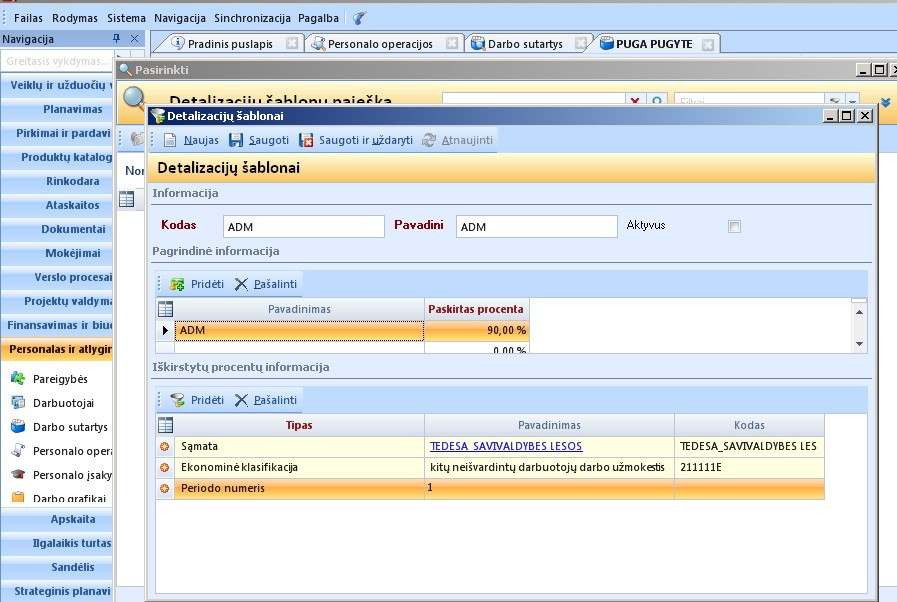 Failas Rodymas Sistema Navigacija Sinchronizacija Pagalba
Navigacija
Pradinis puslapis
Personalo operacijos
Darbo sutartys
PUGA PUGYTE
Greitasis vykdymas...
Pasirinkti
Veiklų ir užduočių
Detalizacijų šablonų paieška
Filtai
Detalizacijų šablonai
Planavimas
Pirkimai ir pardavi
Naujas Saugoti Saugoti ir uždaryti Atnaujinti
Produktų katalog
Detalizacijų šablonai
Rinkodara
Informacija
Ataskaitos
Kodas ADM Pavadini ADM Aktyvus
Dokumentai
Mokėjimai
Pagrindinė informacija
Verslo procesai
Pridėti Pašalinti
Projektų valdyma
Pavadinimas Paskirtas procenta
Finansavimas ir biud
ADM 90,00 %
0,00 %
Personalas ir atlygin
Iškirstytų procentų informacija
Pareigybės
Darbuotojai
Pridėti Pašalinti
Darbo sutartys
Tipas Pavadinimas Kodas
Personalo opera
Sąmata TEDESA_SAVIVALDYBES LESOS TEDESA_SAVIVALDYBES LES
Personalo įsaky
Ekonominė klasifikacija kitų neišvardintų darbuotojų darbo užmokestis 211111E
Darbo grafikai
Periodo numeris 1
Apskaita
Ilgalaikis turtas
Sandėlis
Strateginis planavi